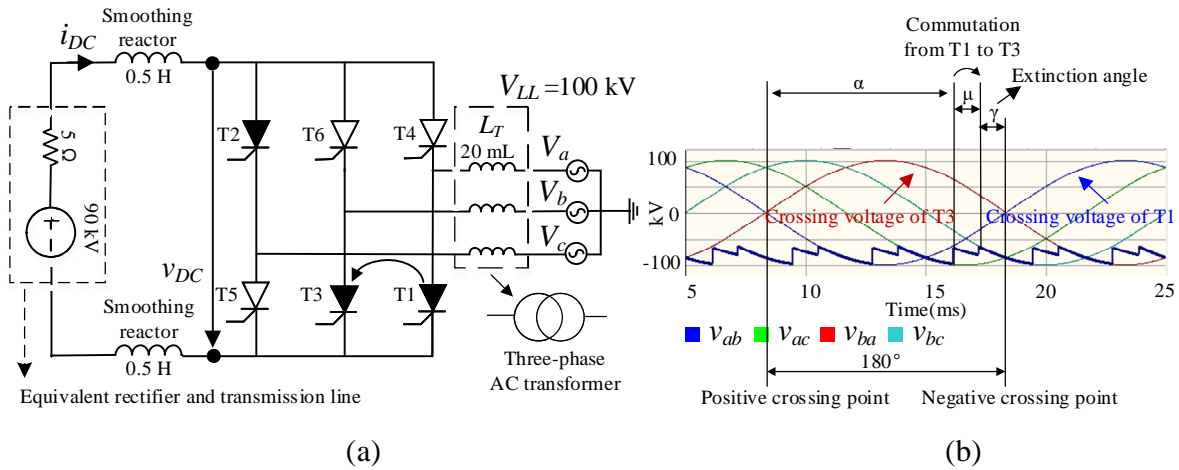 Smoothing
reactor
0.5 H
i_DC
V_LL =100 kV
T2
T6
T4
L_T
20 mL
V_a
V_b
V_c
5 Ω
90 kV
v_DC
T5
T3
T1
Smoothing
reactor
0.5 H
Three-phase
AC transformer
Equivalent rectifier and transmission line
(a)
Commutation
from T1 to T3
Extinction angle
α
μ
γ
kV
100
0
-100
Crossing voltage of T3
Crossing voltage of T1
5
10
15
20
25
Time(ms)
v_ab
v_ac
v_ba
v_bc
180°
Positive crossing point
Negative crossing point
(b)